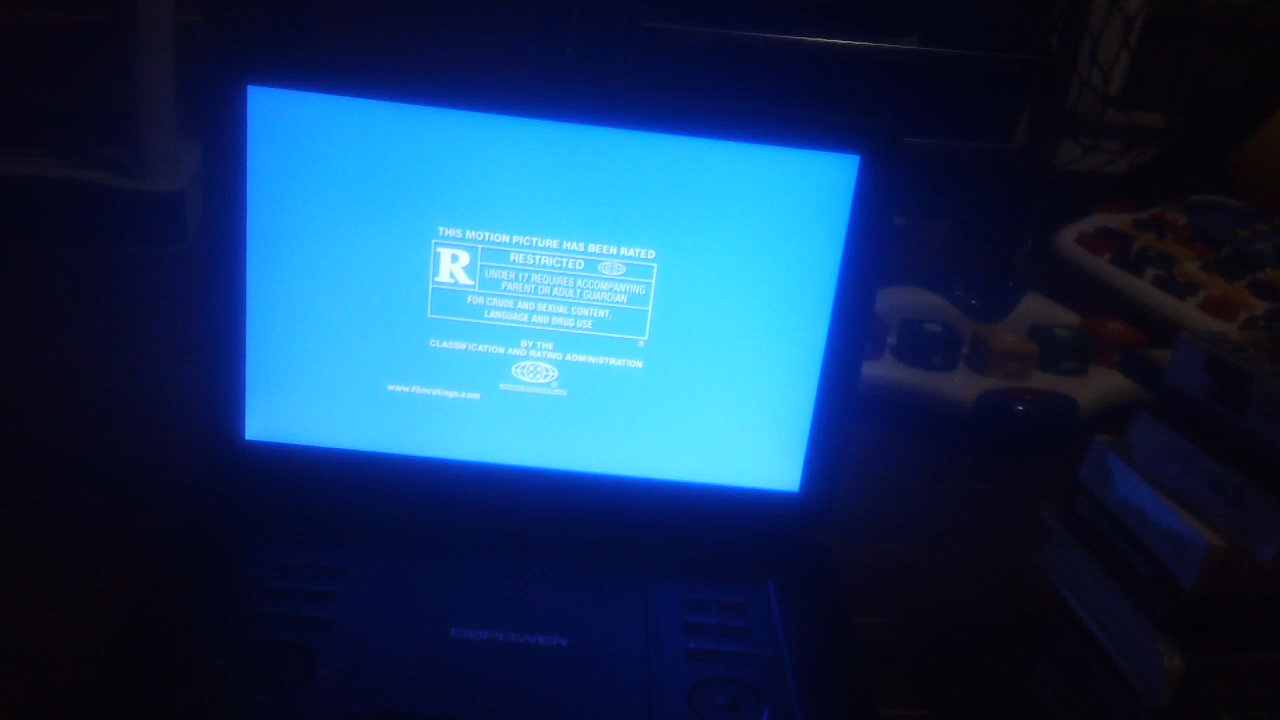 THIS MOTION PICTURE HAS BEEN RATED
R
RESTRICTED
UNDER 17 REQUIRES ACCOMPANYING
PARENT OR ADULT GUARDIAN
FOR CRUDE AND SEXUAL CONTENT,
LANGUAGE AND DRUG USE
®
BY THE
CLASSIFICATION AND RATING ADMINISTRATION
www.filmratings.com
DBPOWER